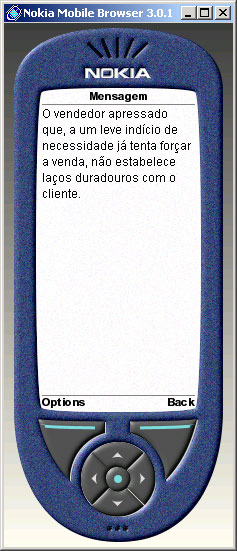 Nokia Mobile Browser 3.0.1
NOKIA
Mensagem
O vendedor apressado
que, a um leve indício de
necessidade já tenta forçar
a venda, não estabelece
laços duradouros com o
cliente.
Options Back